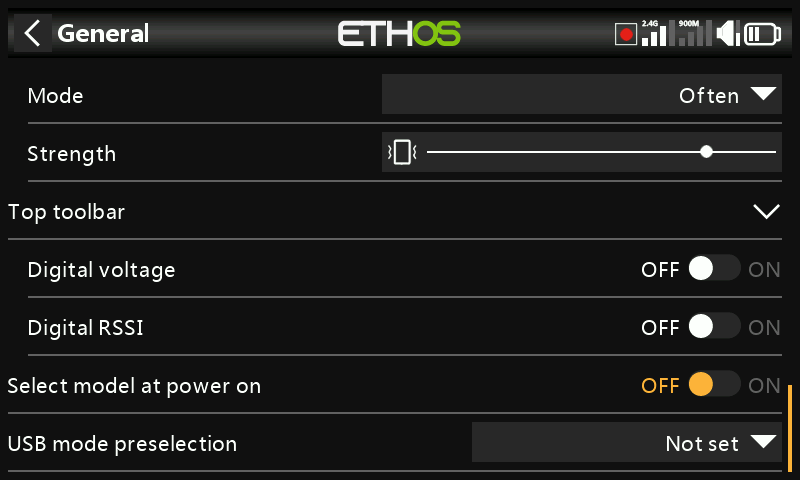 General
ETHOS
2.4G
900M
Mode
Often
Strength
Top toolbar
Digital voltage
OFF ON
Digital RSSI
OFF ON
Select model at power on
OFF ON
USB mode preselection
Not set